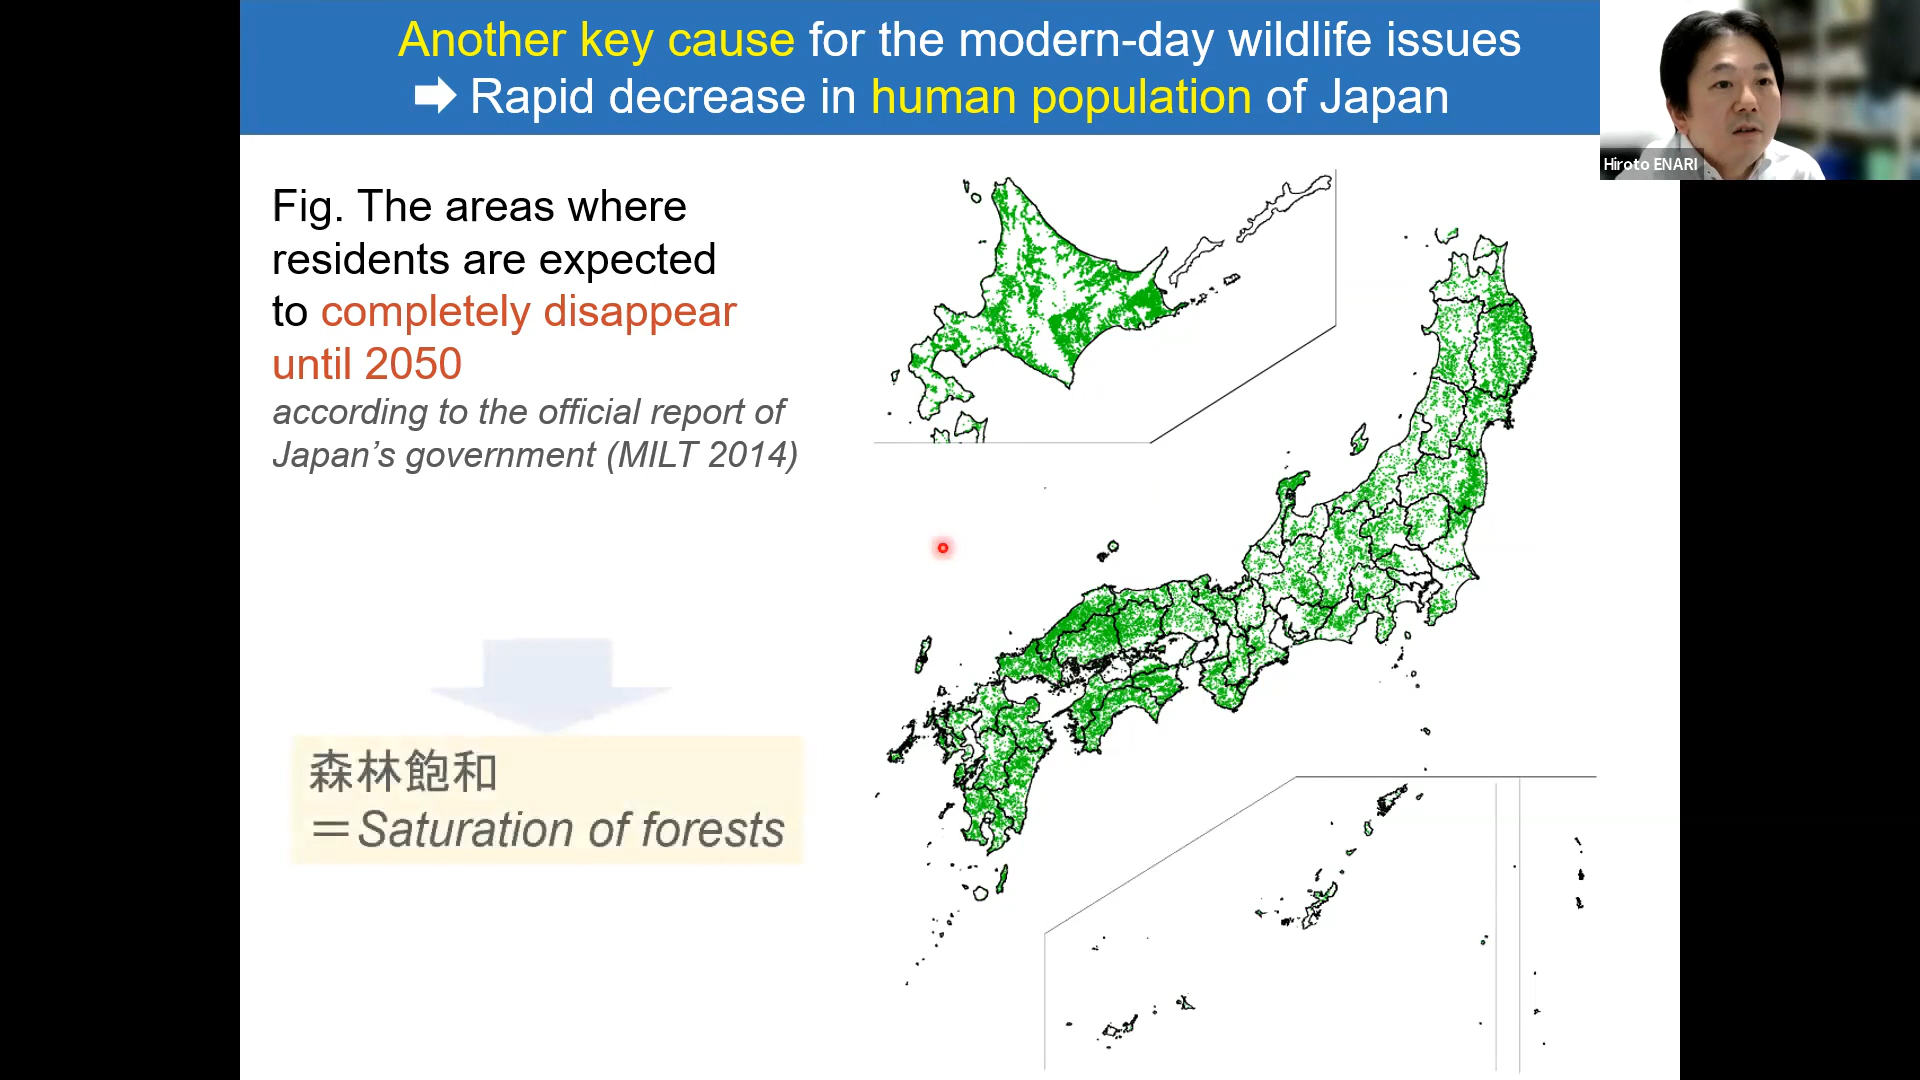 Another key cause for the modern-day wildlife issues
➡ Rapid decrease in human population of Japan
Hiroto ENARI
Fig. The areas where
residents are expected
to completely disappear
until 2050
according to the official report of
Japan’s government (MILT 2014)
森林飽和
＝Saturation of forests